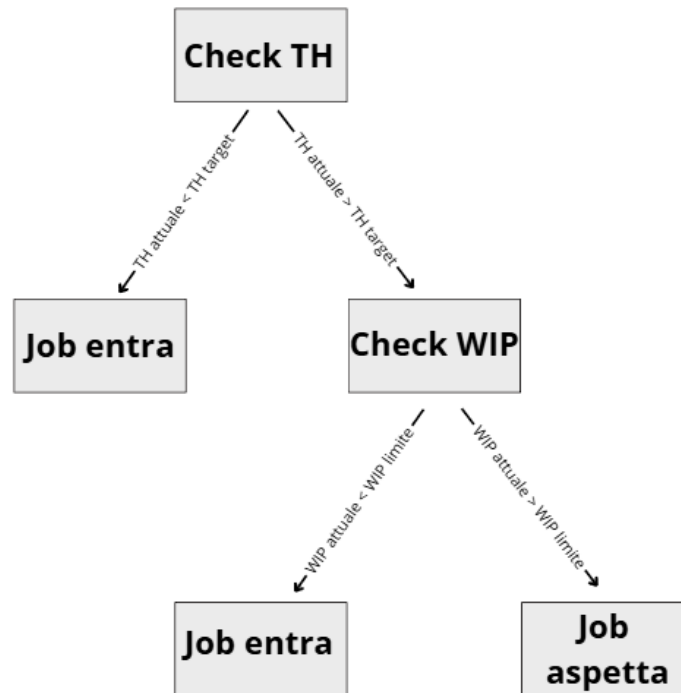 Check TH
TH attuale < TH target
TH attuale > TH target
Job entra
Check WIP
WIP attuale < WIP limite
WIP attuale > WIP limite
Job entra
Job
aspetta